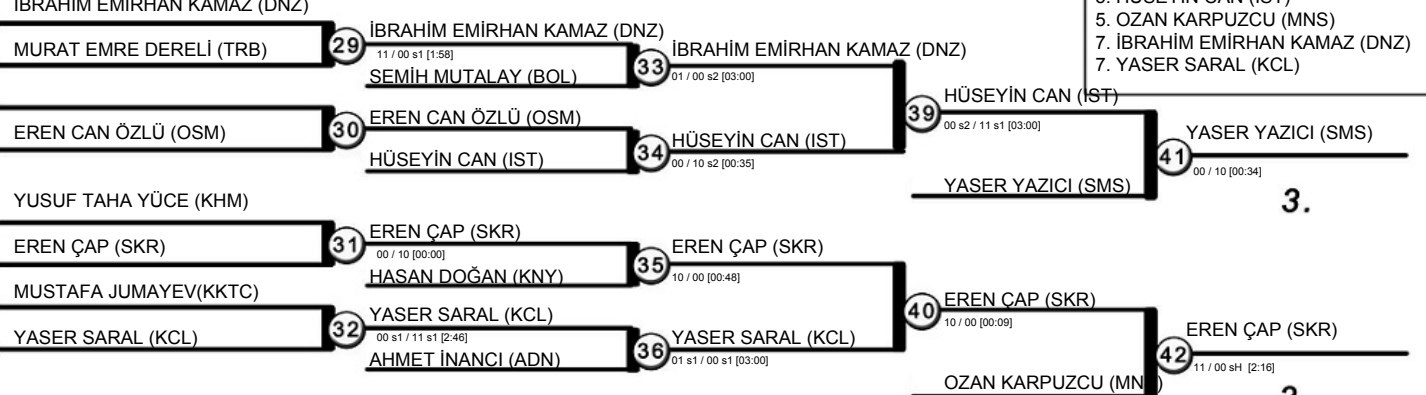 İBRAHİM EMİRHAN KAMAZ (DNZ)
MURAT EMRE DERELİ (TRB)
29
İBRAHİM EMİRHAN KAMAZ (DNZ)
11 / 00 s1 [1:58]
SEMİH MUTALAY (BOL)
33
İBRAHİM EMİRHAN KAMAZ (DNZ)
01 / 00 s2 [03:00]
5. HÜSEYİN CAN (İST)
5. OZAN KARPUZCU (MNS)
7. İBRAHİM EMİRHAN KAMAZ (DNZ)
7. YASER SARAL (KCL)
EREN CAN ÖZLÜ (OSM)
30
EREN CAN ÖZLÜ (OSM)
HÜSEYİN CAN (IST)
34
HÜSEYİN CAN (IST)
00 / 10 s2 [00:35]
39
HÜSEYİN CAN (IST)
00 s2 / 11 s1 [03:00]
YASER YAZICI (SMS)
41
YASER YAZICI (SMS)
00 / 10 [00:34]
3.
YUSUF TAHA YÜCE (KHM)
EREN ÇAP (SKR)
31
EREN ÇAP (SKR)
00 / 10 [00:00]
HASAN DOĞAN (KNY)
35
EREN ÇAP (SKR)
10 / 00 [00:48]
MUSTAFA JUMAYEV(KKTC)
YASER SARAL (KCL)
32
YASER SARAL (KCL)
00 s1 / 11 s1 [2:46]
AHMET İNANCI (ADN)
36
YASER SARAL (KCL)
01 s1 / 00 s1 [03:00]
40
EREN ÇAP (SKR)
10 / 00 [00:09]
OZAN KARPUZCU (MN
42
EREN ÇAP (SKR)
11 / 00 sH [2:16]